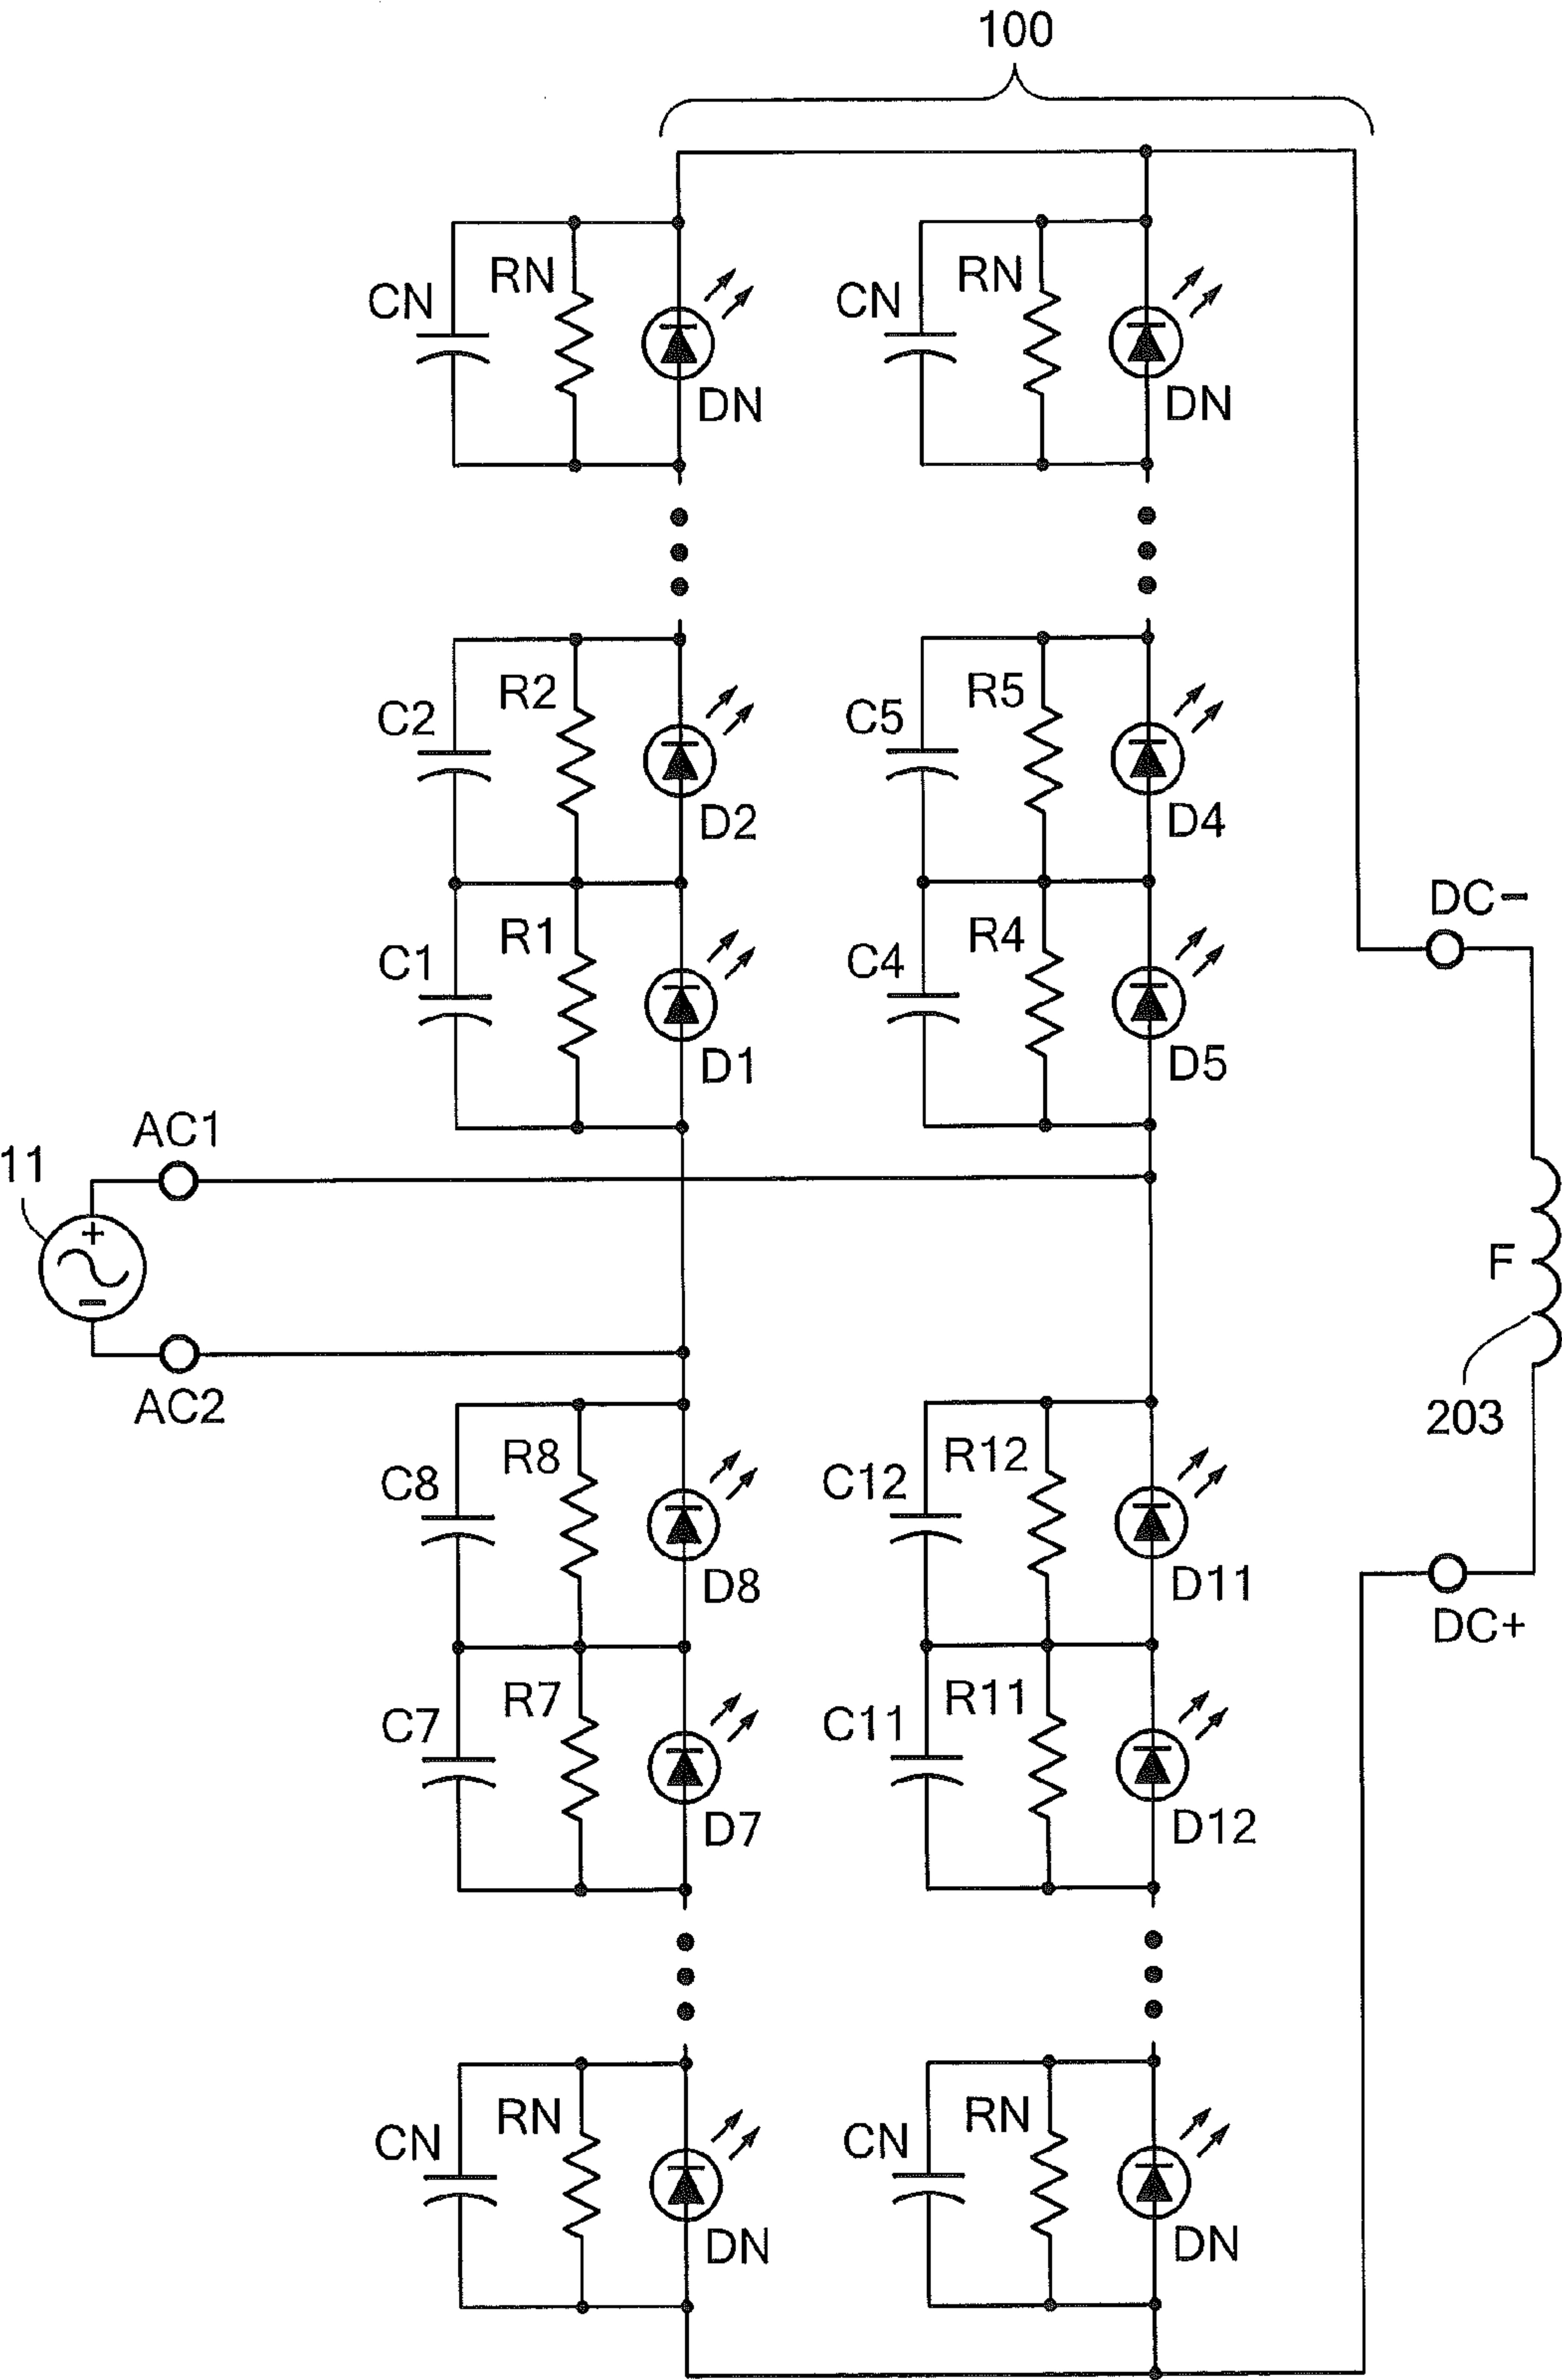 100
RN
RN
CN
CN
DN
DN
R2
R5
C2
C5
D2
D4
R1
R4
C1
C4
D1
D5
DC−
AC1
11
+
−
F
AC2
203
R8
R12
C8
C12
D8
D11
DC+
R7
R11
C7
C11
D7
D12
RN
RN
CN
CN
DN
DN